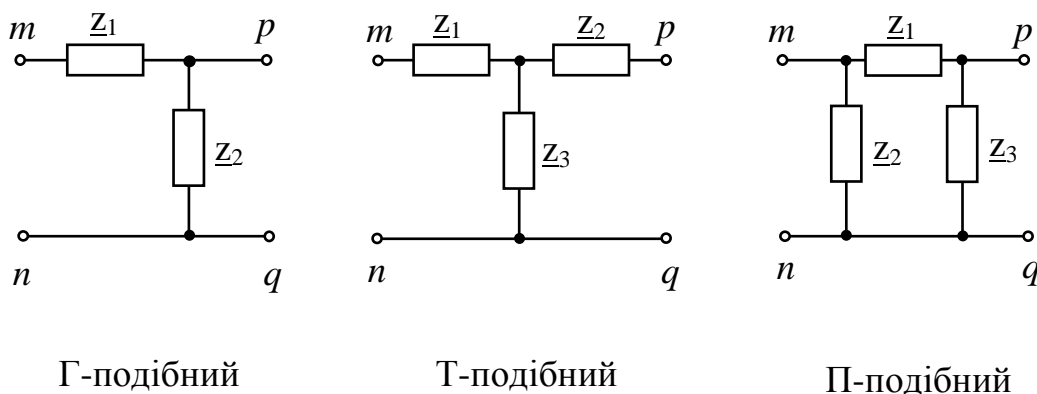 m z1 p
z2
n q
Г-подібний
m z1 z2 p
z3
n q
Т-подібний
m z1 p
z2 z3
n q
П-подібний